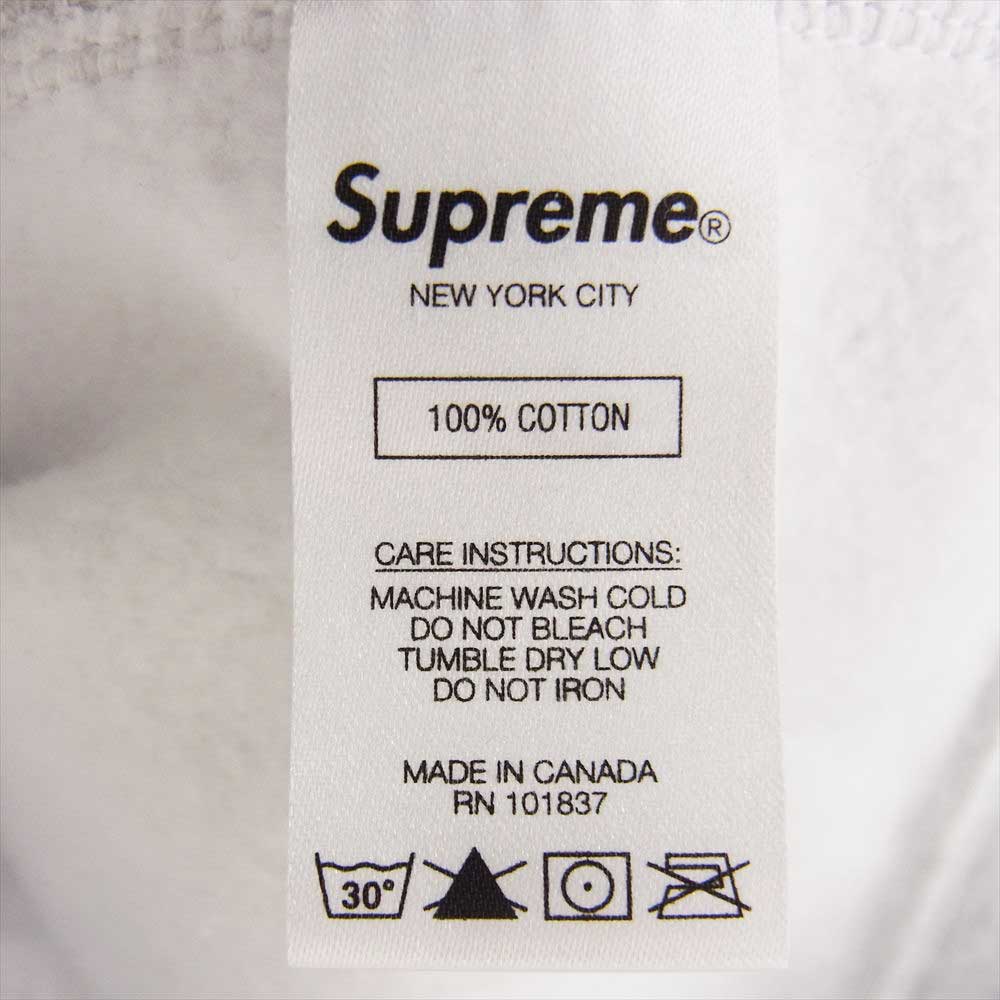 Supreme®
NEW YORK CITY
100% COTTON
CARE INSTRUCTIONS:
MACHINE WASH COLD
DO NOT BLEACH
TUMBLE DRY LOW
DO NOT IRON
MADE IN CANADA
RN 101837
30°